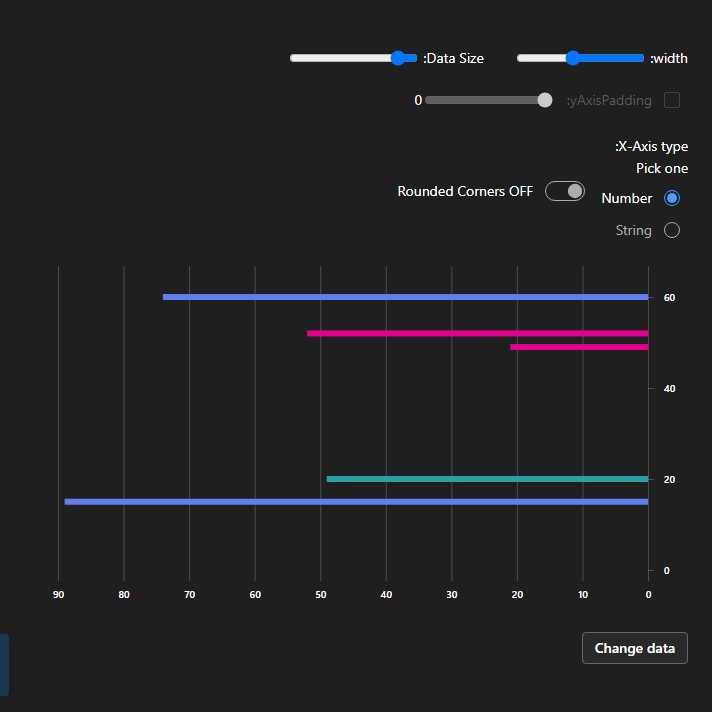 :width
:Data Size
:yAxisPadding
0
:X-Axis type
Pick one
Number
Rounded Corners OFF
String
60
40
20
0
90 80 70 60 50 40 30 20 10 0
Change data